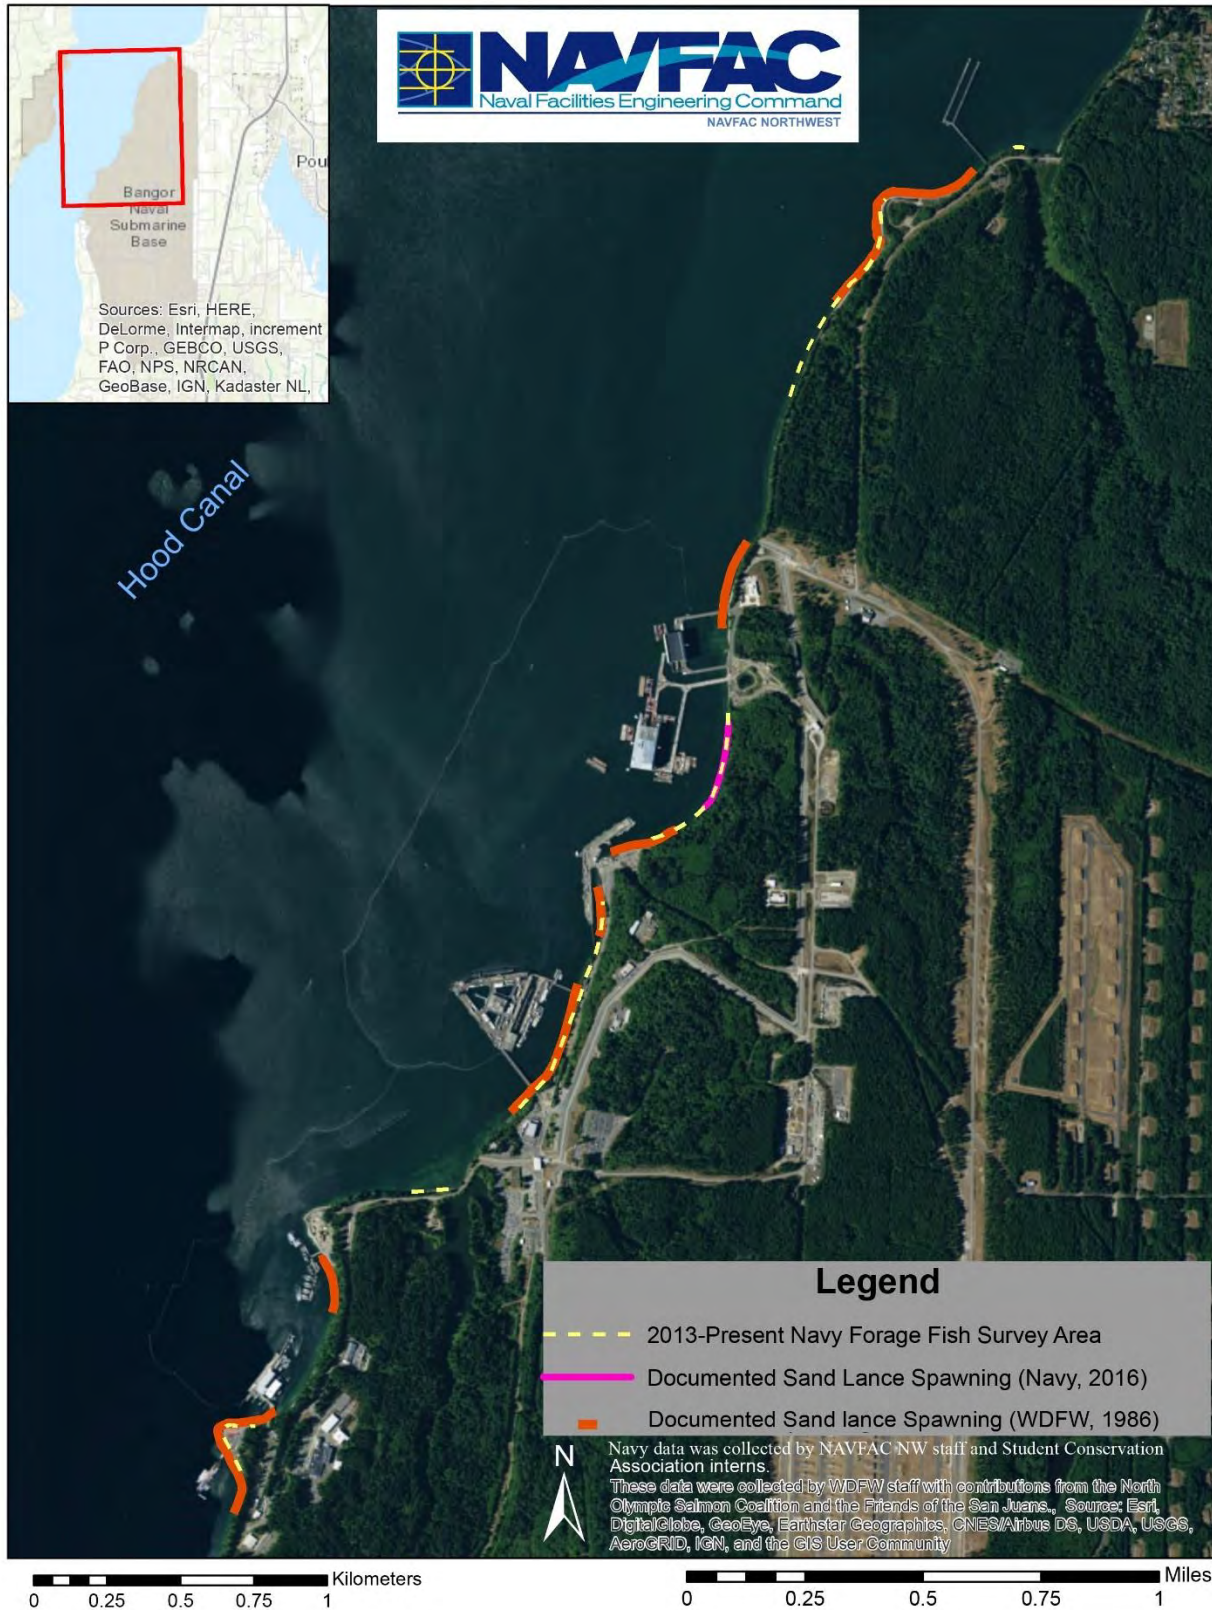 NAVFAC
Naval Facilities Engineering Command
NAVFAC NORTHWEST
Pou
Bangor
Naval
Submarine
Base
Sources: Esri, HERE,
DeLorme, Intermap, increment
P Corp., GEBCO, USGS,
FAO, NPS, NRCAN,
GeoBase, IGN, Kadaster NL,
Hood Canal
Legend
2013-Present Navy Forage Fish Survey Area
Documented Sand Lance Spawning (Navy, 2016)
Documented Sand lance Spawning (WDFW, 1986)
N
Navy data was collected by NAVFAC NW staff and Student Conservation
Association interns.
These data were collected by WDFW staff with contributions from the North
Olympic Salmon Coalition and the Friends of the San Juans., Source: Esri,
DigitalGlobe, GeoEye, Earthstar Geographics, CNES/Airbus DS, USDA, USGS,
AeroGRID, IGN, and the GIS User Community
Kilometers
0 0.25 0.5 0.75 1
Miles
0 0.25 0.5 0.75 1